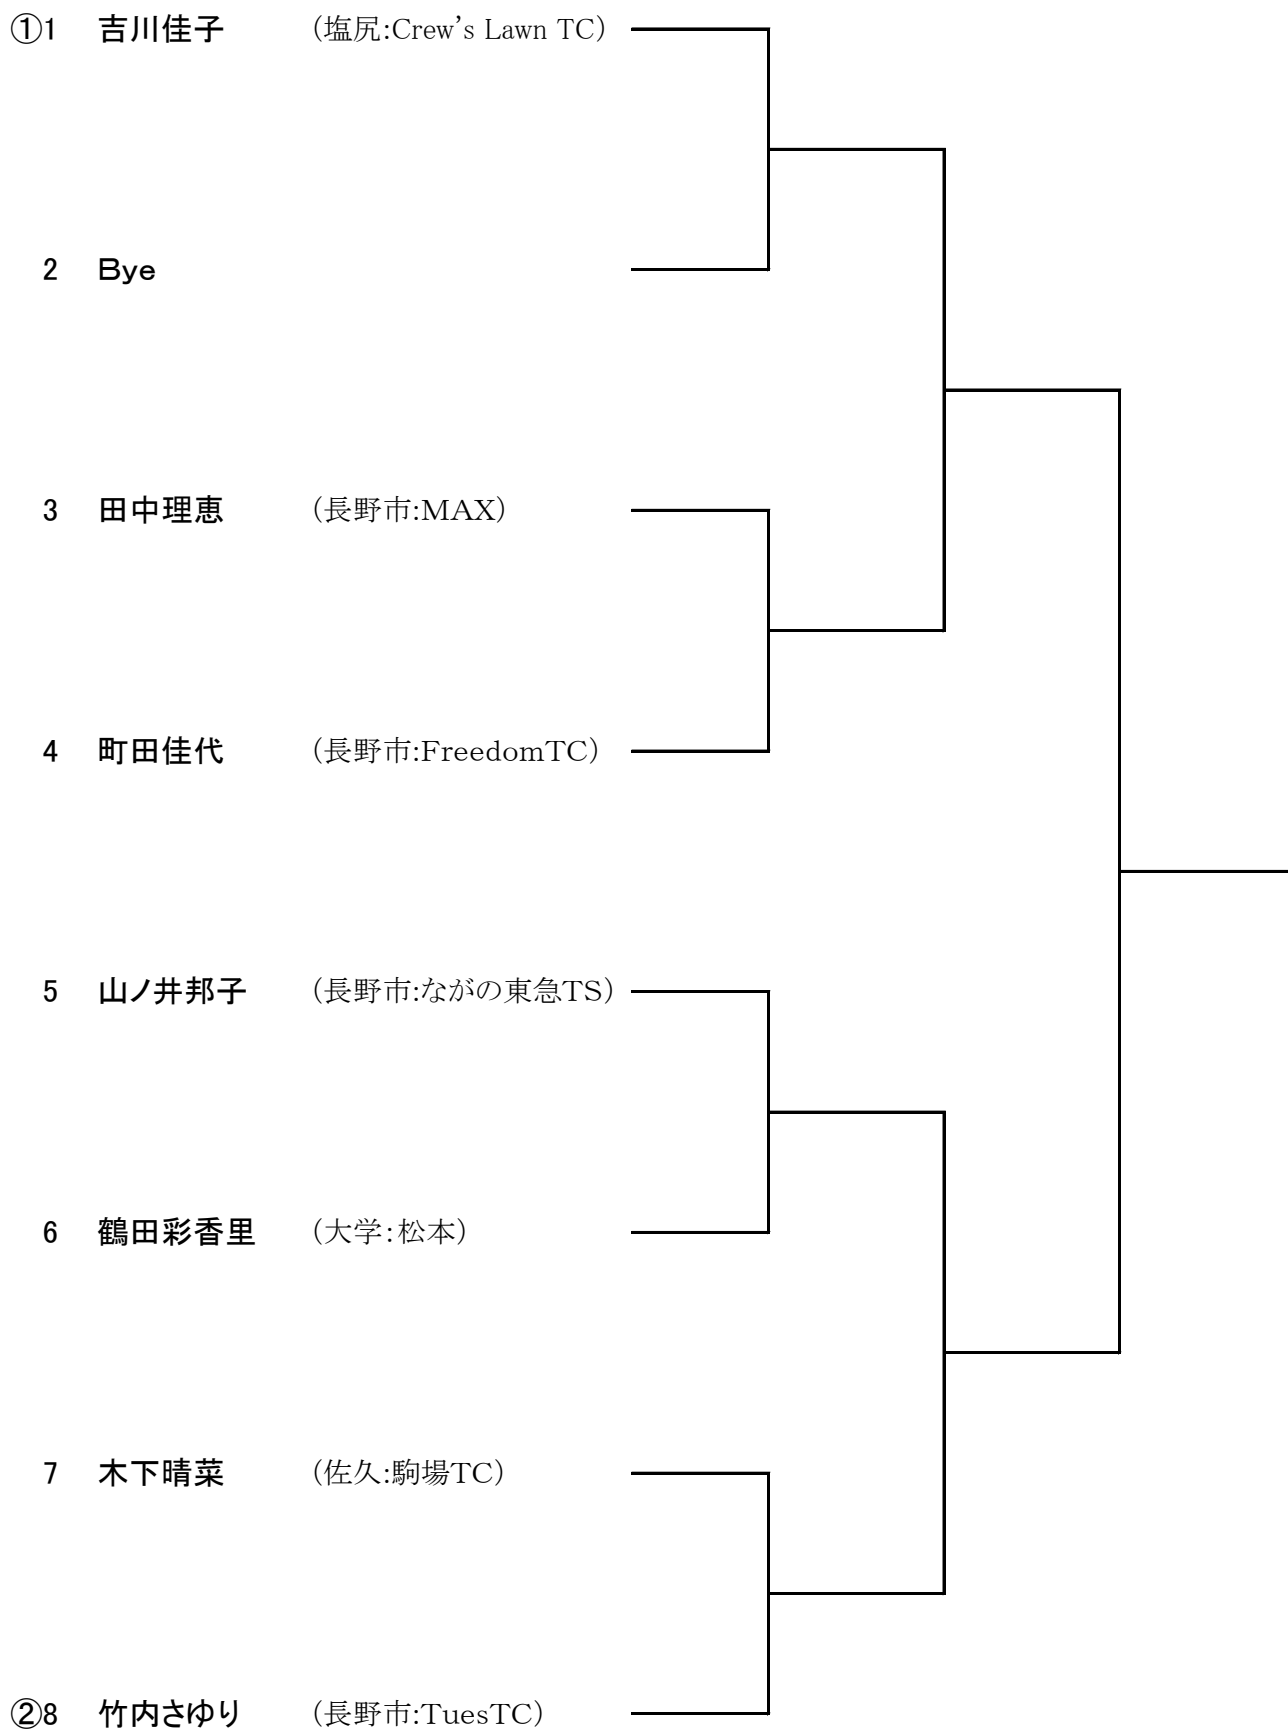 ①1 吉川佳子 （塩尻:Crew's Lawn TC）
2 Bye
3 田中理恵 （長野市:MAX）
4 町田佳代 （長野市:FreedomTC）
5 山ノ井邦子 （長野市:ながの東急TS）
6 鶴田彩香里 （大学:松本）
7 木下晴菜 （佐久:駒場TC）
②8 竹内さゆり （長野市:TuesTC）